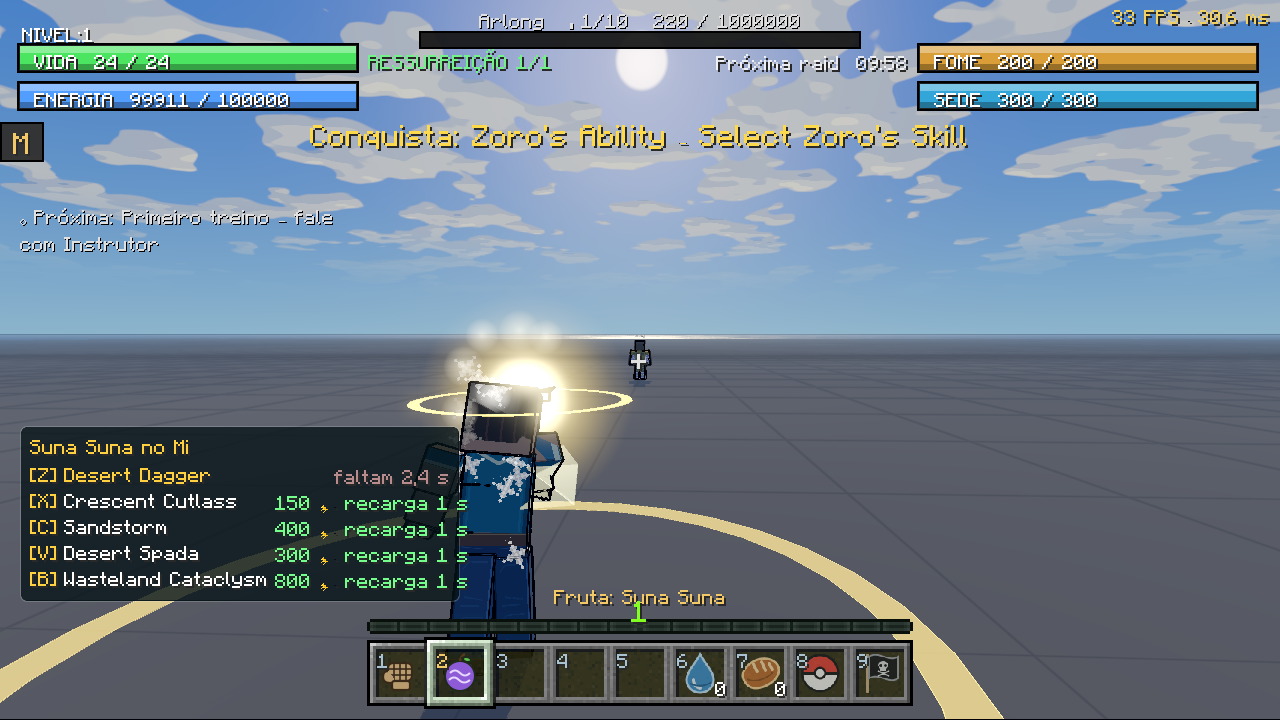 Arlong . 1/10 220 / 1000000
33 FPS . 30.6 ms
NIVEL:1
VIDA 24 / 24
RESSURREIÇÃO 1/1
Próxima raid 09:58
FOME 200 / 200
ENERGIA 99911 / 100000
SEDE 300 / 300
M
Conquista: Zoro's Ability - Select Zoro's Skill
. Próxima: Primeiro treino - fale
com Instrutor
Suna Suna no Mi
[Z] Desert Dagger faltam 2,4 s
[X] Crescent Cutlass 150 . recarga 1 s
[C] Sandstorm 400 . recarga 1 s
[V] Desert Spada 300 . recarga 1 s
[B] Wasteland Cataclysm 800 . recarga 1 s
Fruta: Suna Suna
1
1 2 3 4 5 6 7 8 9
0 0